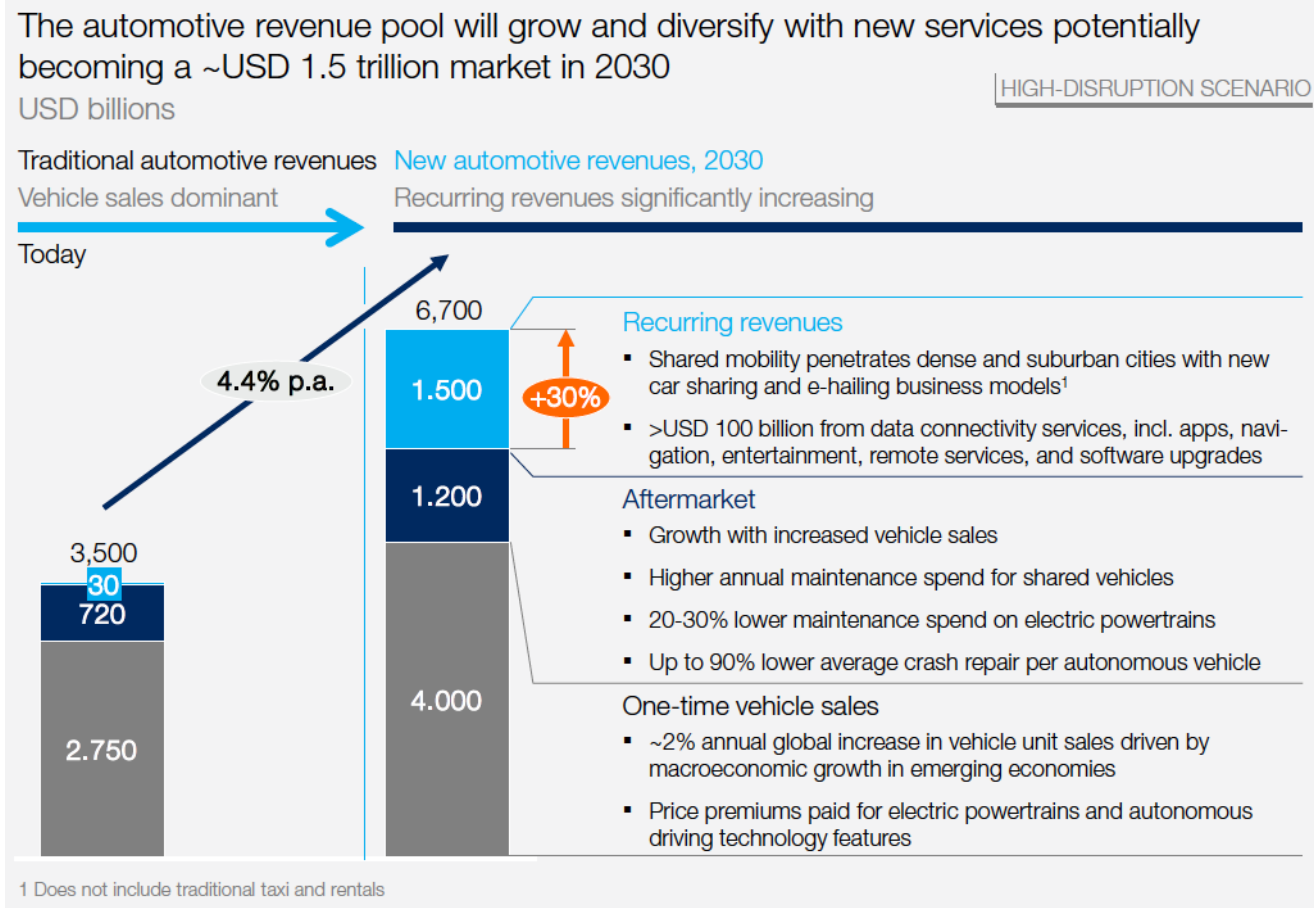 The automotive revenue pool will grow and diversify with new services potentially
becoming a ~USD 1.5 trillion market in 2030
USD billions
HIGH-DISRUPTION SCENARIO
Traditional automotive revenues
Vehicle sales dominant
New automotive revenues, 2030
Recurring revenues significantly increasing
Today
4.4% p.a.
3,500
30
720
2.750
6,700
1.500
1.200
4.000
+30%
Recurring revenues
▪ Shared mobility penetrates dense and suburban cities with new
car sharing and e-hailing business models¹
▪ >USD 100 billion from data connectivity services, incl. apps, navi-
gation, entertainment, remote services, and software upgrades
Aftermarket
▪ Growth with increased vehicle sales
▪ Higher annual maintenance spend for shared vehicles
▪ 20-30% lower maintenance spend on electric powertrains
▪ Up to 90% lower average crash repair per autonomous vehicle
One-time vehicle sales
▪ ~2% annual global increase in vehicle unit sales driven by
macroeconomic growth in emerging economies
▪ Price premiums paid for electric powertrains and autonomous
driving technology features
1 Does not include traditional taxi and rentals